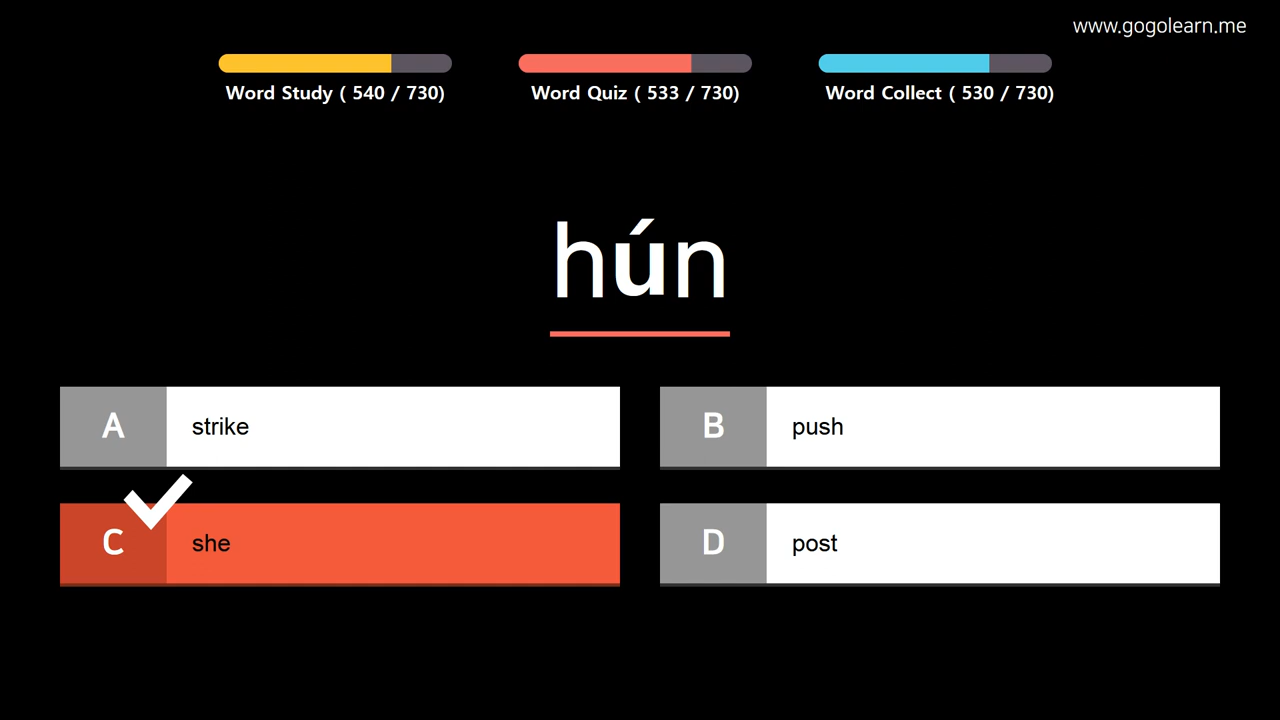 www.gogolearn.me
Word Study ( 540 / 730)
Word Quiz ( 533 / 730)
Word Collect ( 530 / 730)
hún
A strike
B push
C she
D post